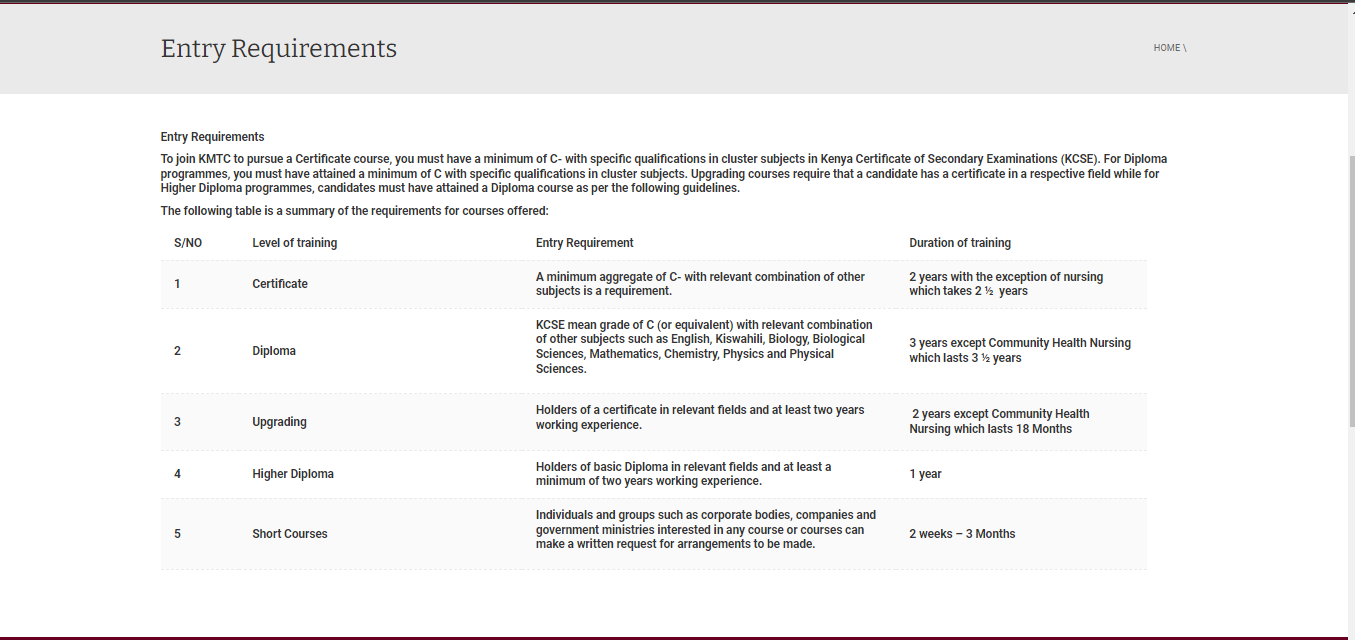 Entry Requirements
HOME \
Entry Requirements
To join KMTC to pursue a Certificate course, you must have a minimum of C- with specific qualifications in cluster subjects in Kenya Certificate of Secondary Examinations (KCSE). For Diploma
programmes, you must have attained a minimum of C with specific qualifications in cluster subjects. Upgrading courses require that a candidate has a certificate in a respective field while for
Higher Diploma programmes, candidates must have attained a Diploma course as per the following guidelines.
The following table is a summary of the requirements for courses offered:
S/NO Level of training Entry Requirement Duration of training
1 Certificate
A minimum aggregate of C- with relevant combination of other
subjects is a requirement.
2 years with the exception of nursing
which takes 2 ½ years
2 Diploma
KCSE mean grade of C (or equivalent) with relevant combination
of other subjects such as English, Kiswahili, Biology, Biological
Sciences, Mathematics, Chemistry, Physics and Physical
Sciences.
3 years except Community Health Nursing
which lasts 3 ½ years
3 Upgrading
Holders of a certificate in relevant fields and at least two years
working experience.
2 years except Community Health
Nursing which lasts 18 Months
4 Higher Diploma
Holders of basic Diploma in relevant fields and at least a
minimum of two years working experience.
1 year
5 Short Courses
Individuals and groups such as corporate bodies, companies and
government ministries interested in any course or courses can
make a written request for arrangements to be made.
2 weeks – 3 Months